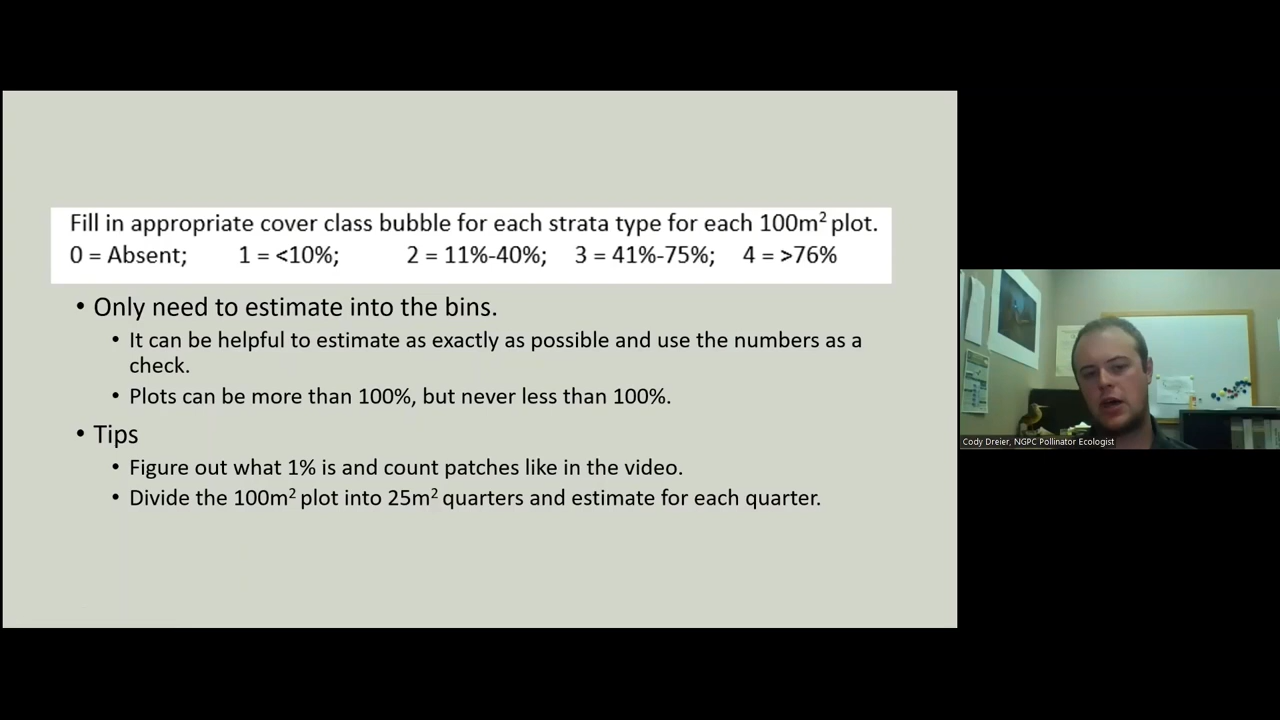 Fill in appropriate cover class bubble for each strata type for each 100m² plot.
0 = Absent; 1 = <10%; 2 = 11%-40%; 3 = 41%-75%; 4 = >76%
• Only need to estimate into the bins.
• It can be helpful to estimate as exactly as possible and use the numbers as a
check.
• Plots can be more than 100%, but never less than 100%.
• Tips
• Figure out what 1% is and count patches like in the video.
• Divide the 100m² plot into 25m² quarters and estimate for each quarter.
Cody Dreier, NGPC Pollinator Ecologist